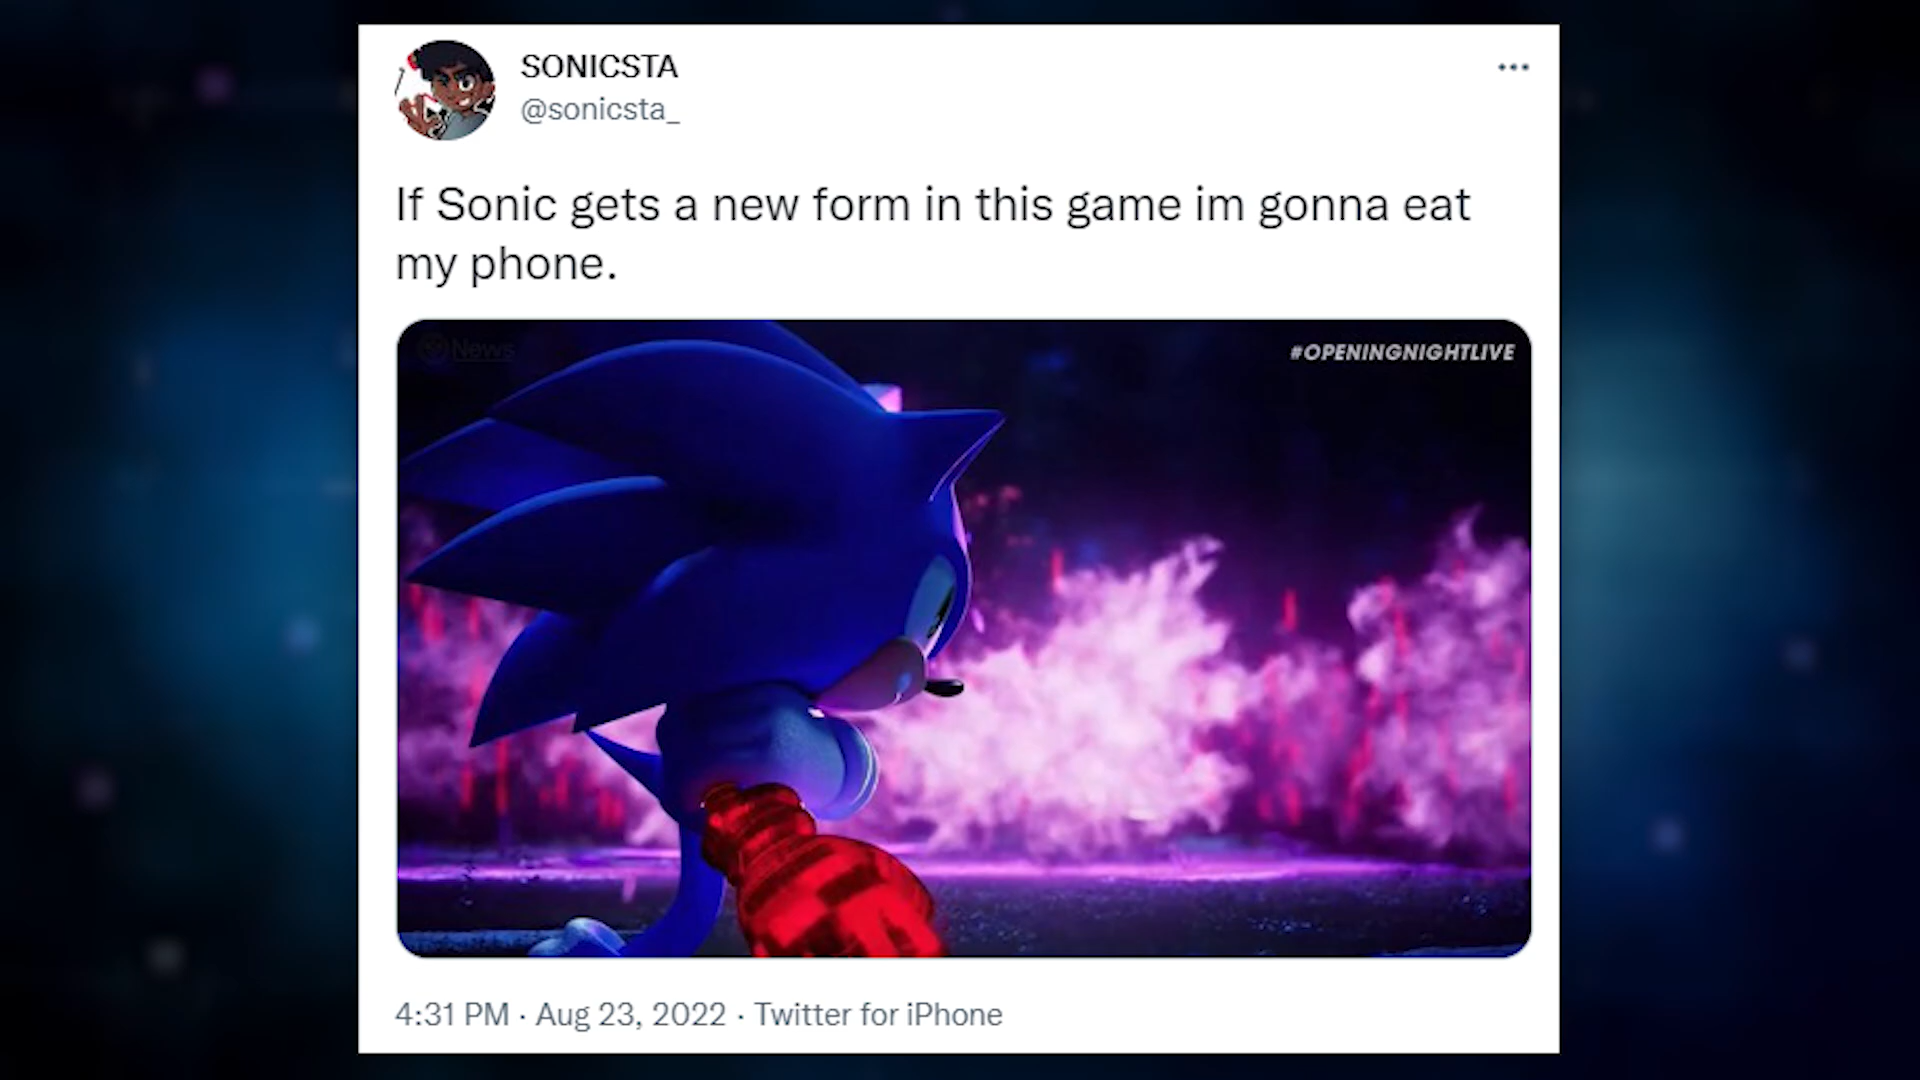 SONICSTA
@sonicsta_
If Sonic gets a new form in this game im gonna eat
my phone.
News
#OPENINGNIGHTLIVE
4:31 PM · Aug 23, 2022 · Twitter for iPhone